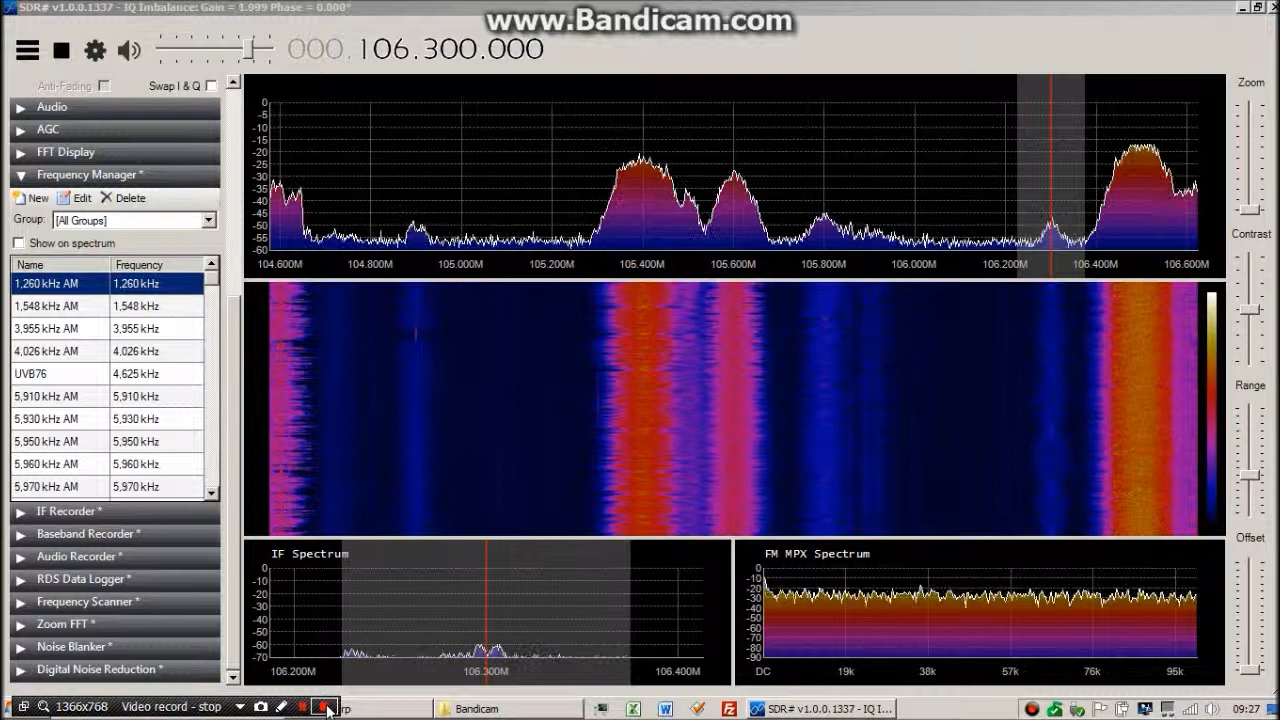 SDR# v1.0.0.1337 - IQ Imbalance: Gain = 1.099 Phase = 0.000°
www.Bandicam.com
000.106.300.000
Anti-Fading
Swap I & Q
Audio
AGC
FFT Display
Frequency Manager *
New Edit Delete
Group: [All Groups]
Show on spectrum
Name Frequency
1,260 kHz AM 1,260 kHz
1,548 kHz AM 1,548 kHz
3,955 kHz AM 3,955 kHz
4,026 kHz AM 4,026 kHz
UVB76 4,625 kHz
5,910 kHz AM 5,910 kHz
5,930 kHz AM 5,930 kHz
5,950 kHz AM 5,950 kHz
5,960 kHz AM 5,960 kHz
5,970 kHz AM 5,970 kHz
IF Recorder *
Baseband Recorder *
Audio Recorder *
RDS Data Logger *
Frequency Scanner *
Zoom FFT *
Noise Blanker *
Digital Noise Reduction *
0
-5
-10
-15
-20
-25
-30
-35
-40
-45
-50
-55
-60
104.600M 104.800M 105.000M 105.200M 105.400M 105.600M 105.800M 106.000M 106.200M 106.400M 106.600M
Zoom
Contrast
Range
Offset
IF Spectrum
0
-10
-20
-30
-40
-50
-60
-70
106.200M 106.300M 106.400M
FM MPX Spectrum
0
-10
-20
-30
-40
-50
-60
-70
-80
-90
DC 19k 38k 57k 76k 95k
1366x768 Video record - stop
rp
Bandicam
SDR# v1.0.0.1337 - IQ I...
09:27